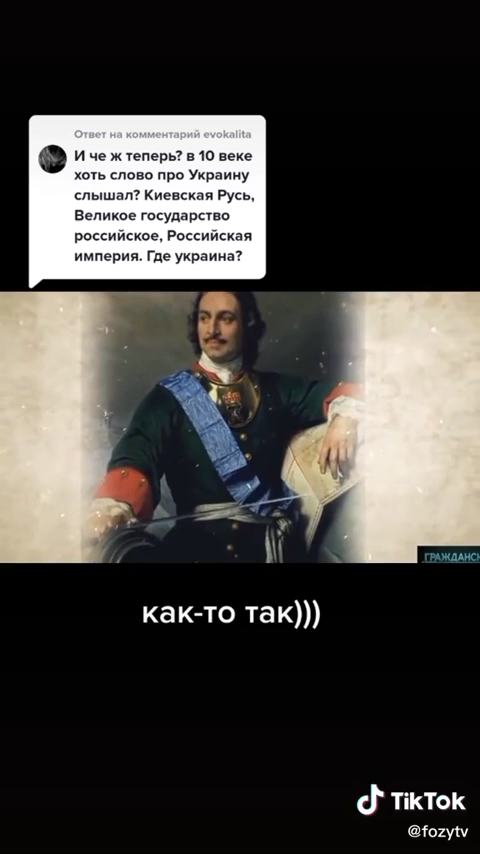 Ответ на комментарий evokalita
И че ж теперь? в 10 веке
хоть слово про Украину
слышал? Киевская Русь,
Великое государство
российское, Российская
империя. Где украина?
ГРАЖДАНСК
как-то так)))
TikTok
@fozytv